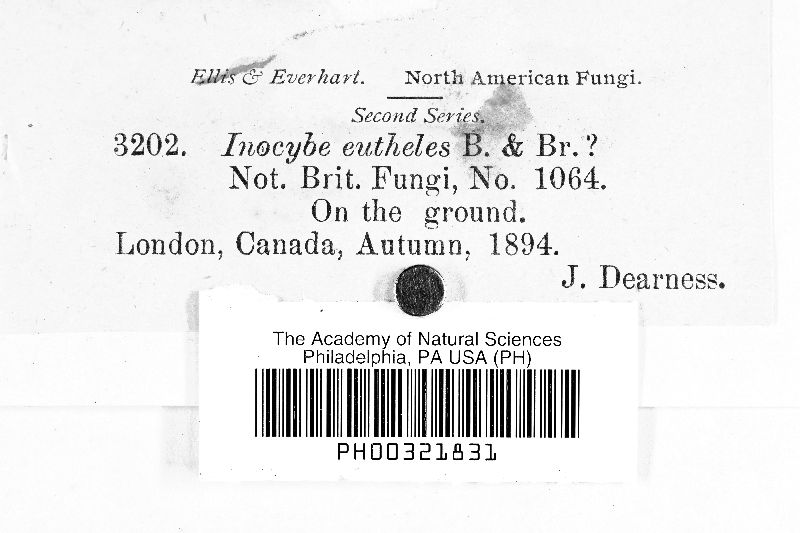 Ellis & Everhart. North American Fungi.
Second Series.
3202. Inocybe eutheles B. & Br.?
Not. Brit. Fungi, No. 1064.
On the ground.
London, Canada, Autumn, 1894.
J. Dearness.
The Academy of Natural Sciences
Philadelphia, PA USA (PH)
PH00321831